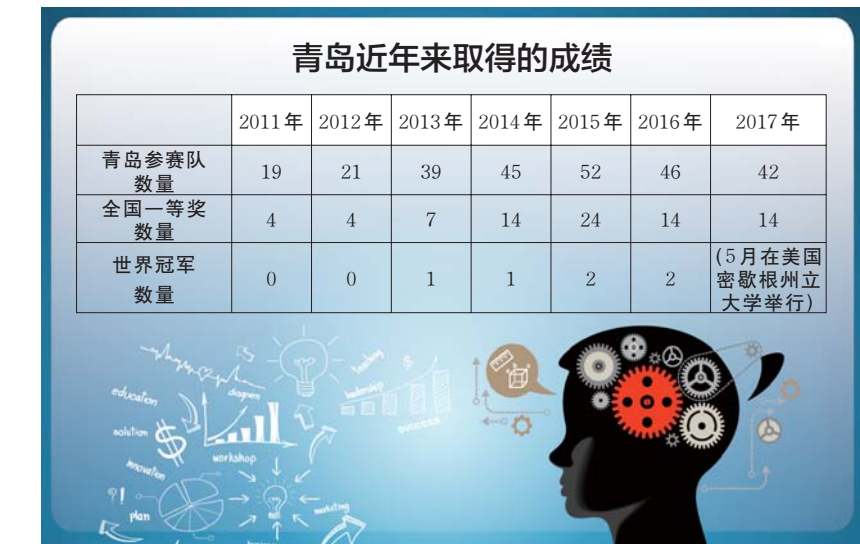 青岛近年来取得的成绩
2011年 2012年 2013年 2014年 2015年 2016年 2017年
青岛参赛队数量 19 21 39 45 52 46 42
全国一等奖数量 4 4 7 14 24 14 14
世界冠军数量 0 0 1 1 2 2 (5月在美国密歇根州立大学举行)
education
diagram
teaching
$
leadership
success
solution
$
workshop
innovation
?!
plan
marketing